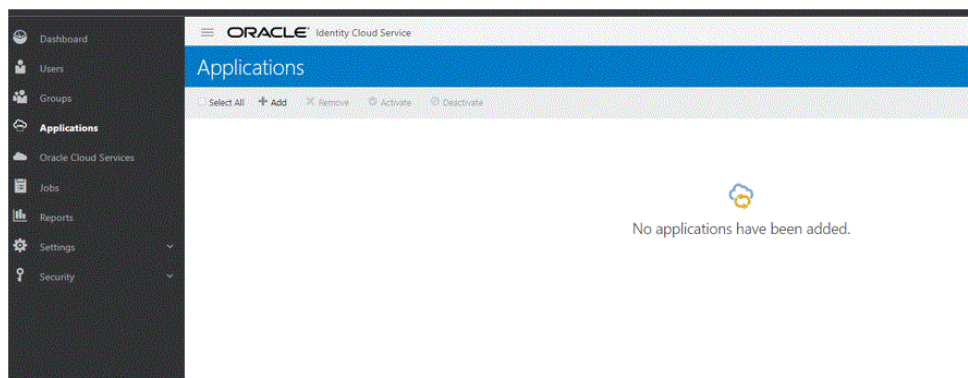 Dashboard
Users
Groups
Applications
Oracle Cloud Services
Jobs
Reports
Settings
Security
ORACLE® Identity Cloud Service
Applications
Select All Add Remove Activate Deactivate
No applications have been added.